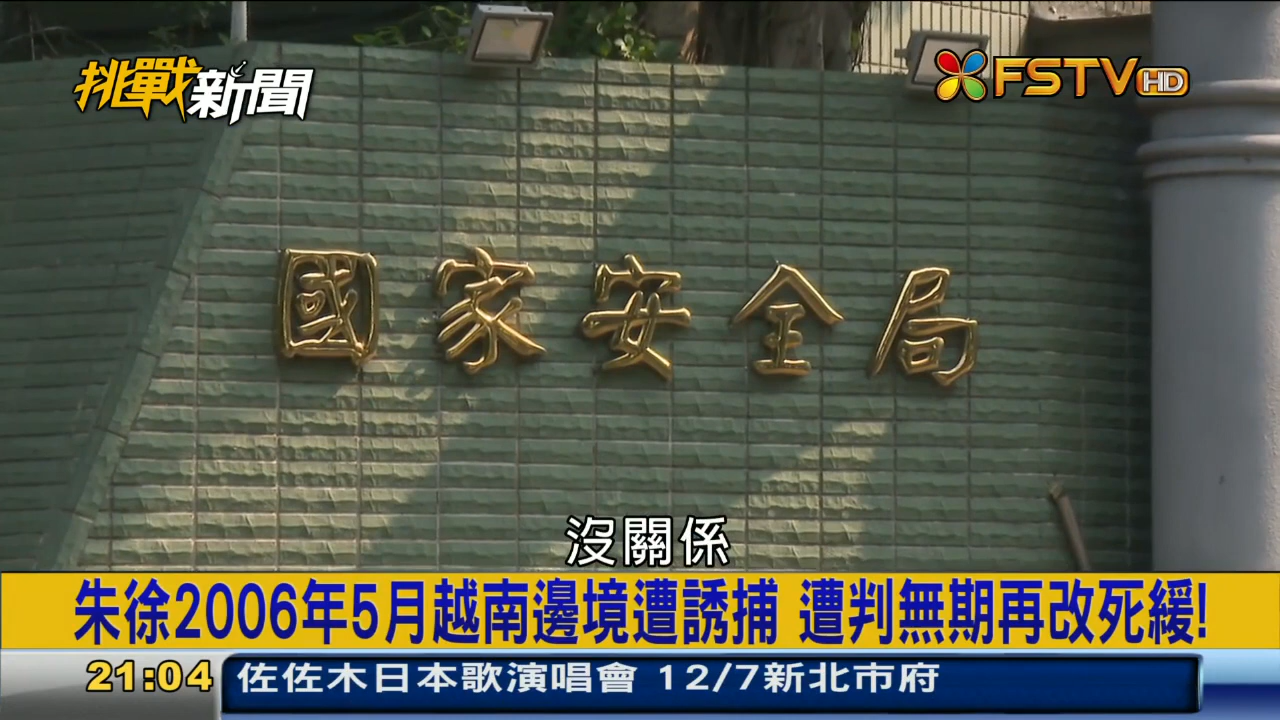 挑戰新聞
FSTV HD
國家安全局
沒關係
朱徐2006年5月越南邊境遭誘捕 遭判無期再改死緩!
21:04 佐佐木日本歌演唱會 12/7新北市府